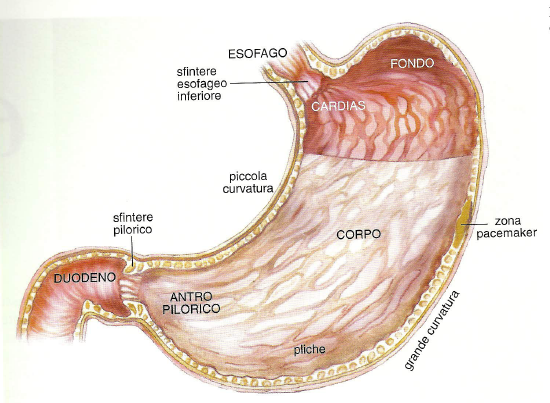 ESOFAGO
sfintere
esofageo
inferiore
FONDO
CARDIAS
piccola
curvatura
sfintere
pilorico
CORPO
zona
pacemaker
DUODENO
ANTRO
PILORICO
pliche
grande curvatura